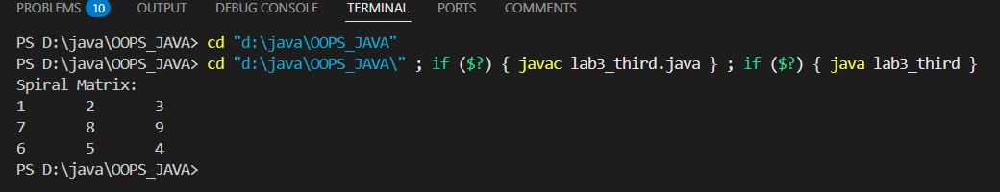 PROBLEMS 10 OUTPUT DEBUG CONSOLE TERMINAL PORTS COMMENTS
PS D:\java\OOPS_JAVA> cd "d:\java\OOPS_JAVA"
PS D:\java\OOPS_JAVA> cd "d:\java\OOPS_JAVA\" ; if ($?) { javac lab3_third.java } ; if ($?) { java lab3_third }
Spiral Matrix:
1 2 3
7 8 9
6 5 4
PS D:\java\OOPS_JAVA>